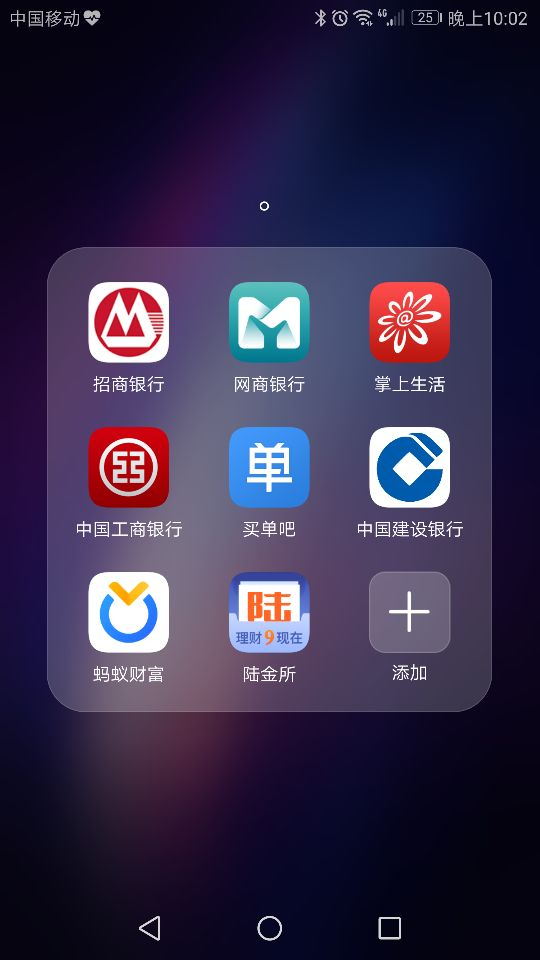 中国移动
4G
25
晚上10:02
招商银行
网商银行
掌上生活
中国工商银行
单
买单吧
中国建设银行
蚂蚁财富
陆
理财9现在
陆金所
添加